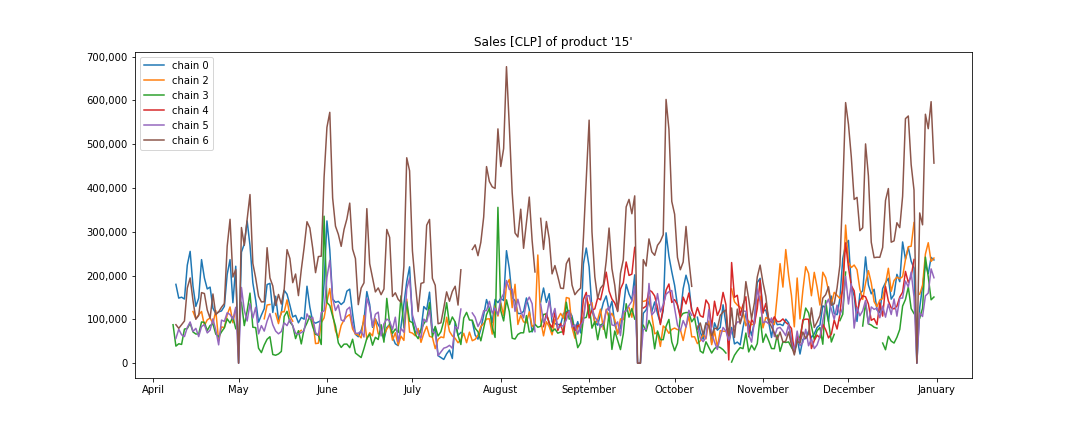 Sales [CLP] of product '15'
700,000
600,000
500,000
400,000
300,000
200,000
100,000
0
chain 0
chain 2
chain 3
chain 4
chain 5
chain 6
April May June July August September October November December January